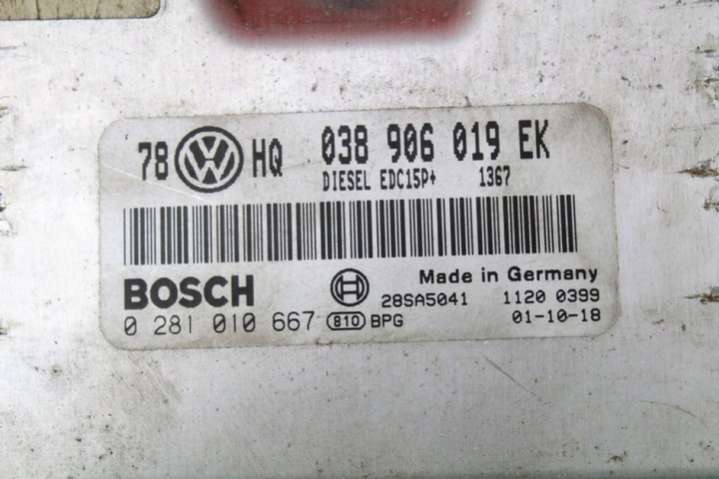 78 VW HQ 038 906 019 EK
DIESEL EDC15P+ 1367
BOSCH Made in Germany
28SA5041 1120 0399
0 281 010 667 810 BPG 01-10-18